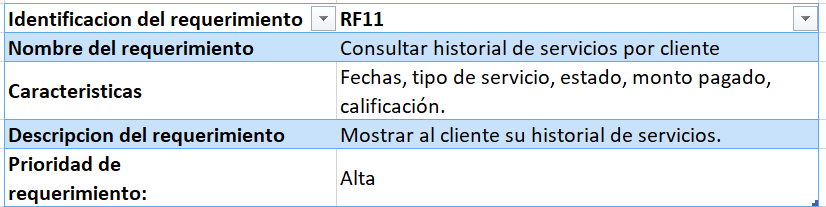 Identificacion del requerimiento RF11
Nombre del requerimiento Consultar historial de servicios por cliente
Caracteristicas Fechas, tipo de servicio, estado, monto pagado,
calificación.
Descripcion del requerimiento Mostrar al cliente su historial de servicios.
Prioridad de
requerimiento: Alta